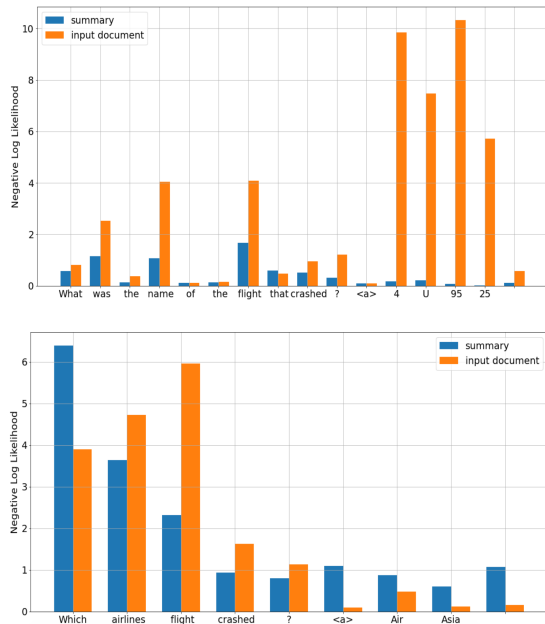 10
8
6
4
2
0
Negative Log Likelihood
summary
input document
What was the name of the flight that crashed ? <a> 4 U 95 25
6
5
4
3
2
1
0
Negative Log Likelihood
summary
input document
Which airlines flight crashed ? <a> Air Asia